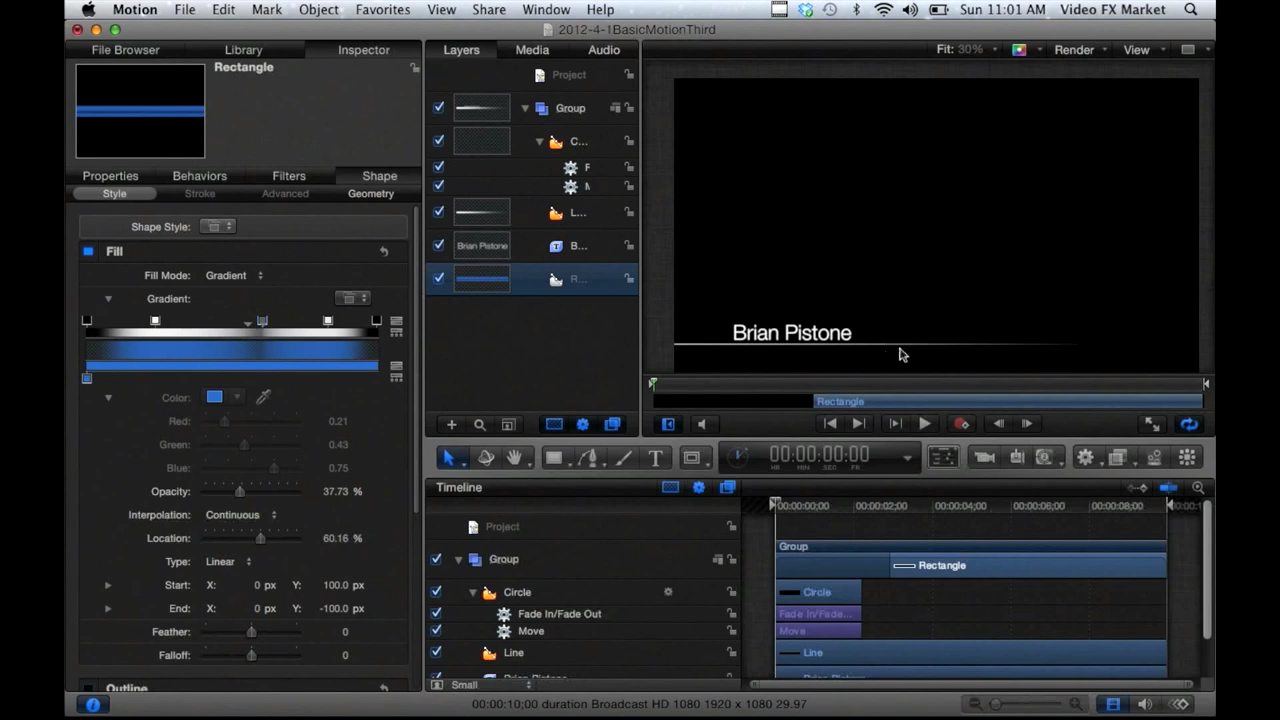 Motion File Edit Mark Object Favorites View Share Window Help Sun 11:01 AM Video FX Market
2012-4-1BasicMotionThird
File Browser Library Inspector Layers Media Audio Fit: 30% Render View
Rectangle
Project
Group
C...
F
Properties Behaviors Filters Shape
Style Stroke Advanced Geometry
L...
Shape Style:
Brian Pistone B...
Fill
Fill Mode: Gradient
R...
Gradient:
Brian Pistone
Color:
Rectangle
Red: 0.21
Green: 0.43
Blue: 0.75
00:00:00;00
HR MIN SEC FR
Opacity: 37.73 %
Timeline
Interpolation: Continuous
00:00:00;00 00:00:02;00 00:00:04;00 00:00:06;00 00:00:08;00
Project
Location: 60.16 %
Group
Type: Linear
Group
Rectangle
Start: X: 0 px Y: 100.0 px
Circle
Circle
End: X: 0 px Y: -100.0 px
Fade In/Fade Out
Fade In/Fade...
Feather: 0
Move
Move
Falloff: 0
Line
Line
Outline
Small
00:00:10;00 duration Broadcast HD 1080 1920 x 1080 29.97